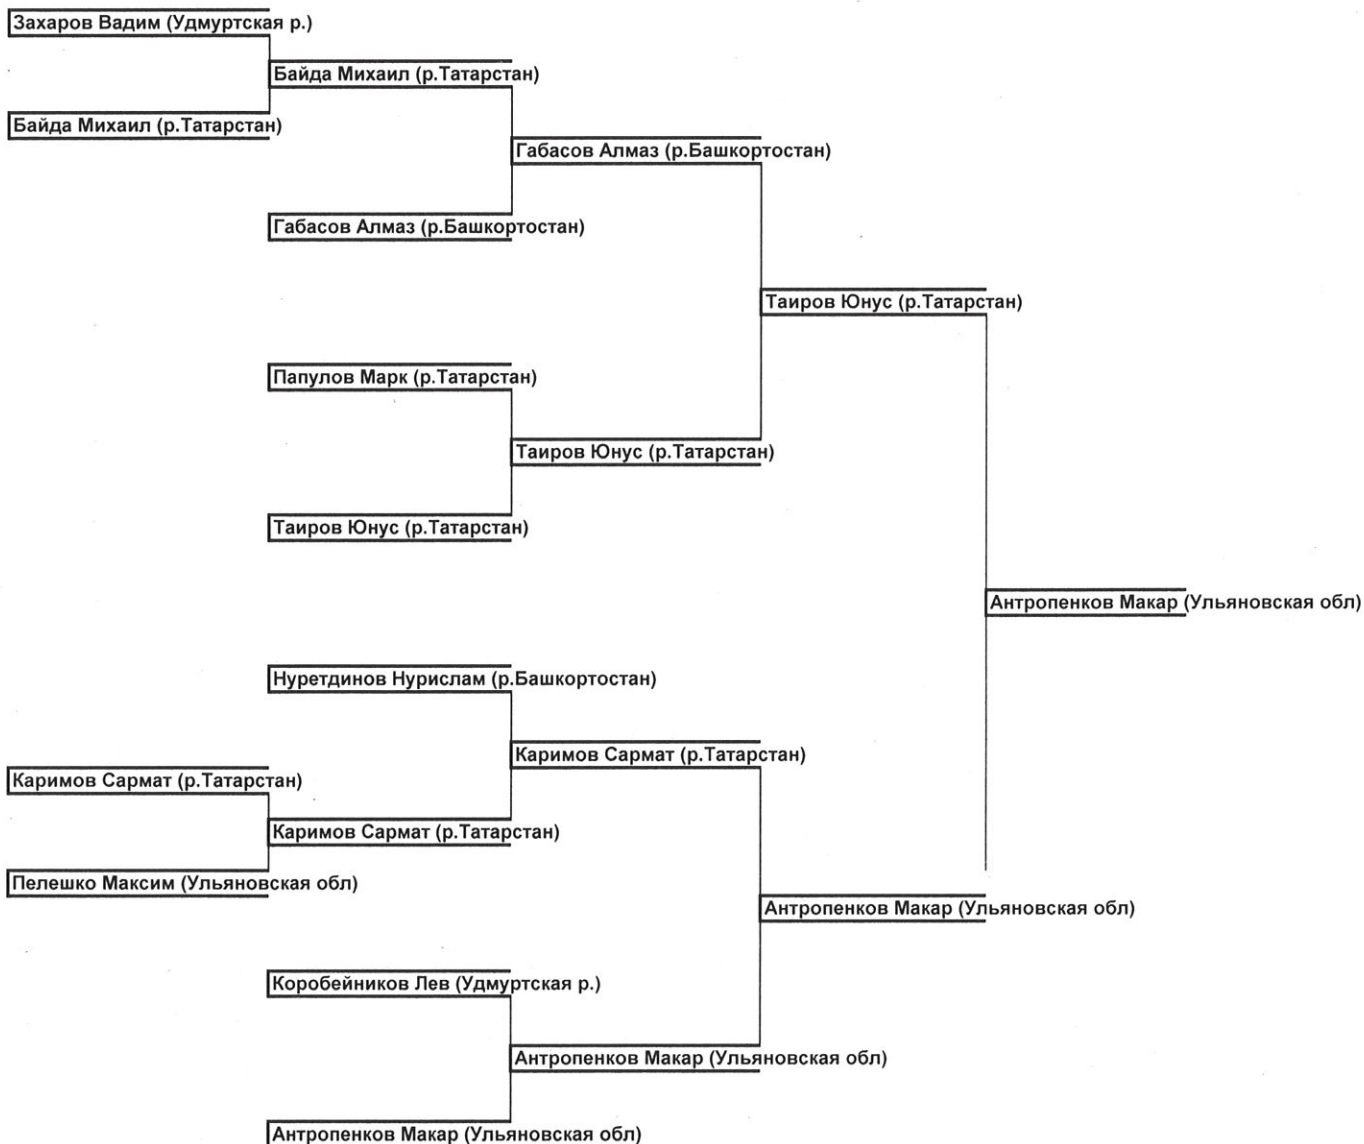 Захаров Вадим (Удмуртская р.)
Байда Михаил (р.Татарстан)
Байда Михаил (р.Татарстан)
Габасов Алмаз (р.Башкортостан)
Габасов Алмаз (р.Башкортостан)
Таиров Юнус (р.Татарстан)
Папулов Марк (р.Татарстан)
Таиров Юнус (р.Татарстан)
Таиров Юнус (р.Татарстан)
Антропенков Макар (Ульяновская обл)
Нуретдинов Нурислам (р.Башкортостан)
Каримов Сармат (р.Татарстан)
Каримов Сармат (р.Татарстан)
Каримов Сармат (р.Татарстан)
Пелешко Максим (Ульяновская обл)
Антропенков Макар (Ульяновская обл)
Коробейников Лев (Удмуртская р.)
Антропенков Макар (Ульяновская обл)
Антропенков Макар (Ульяновская обл)